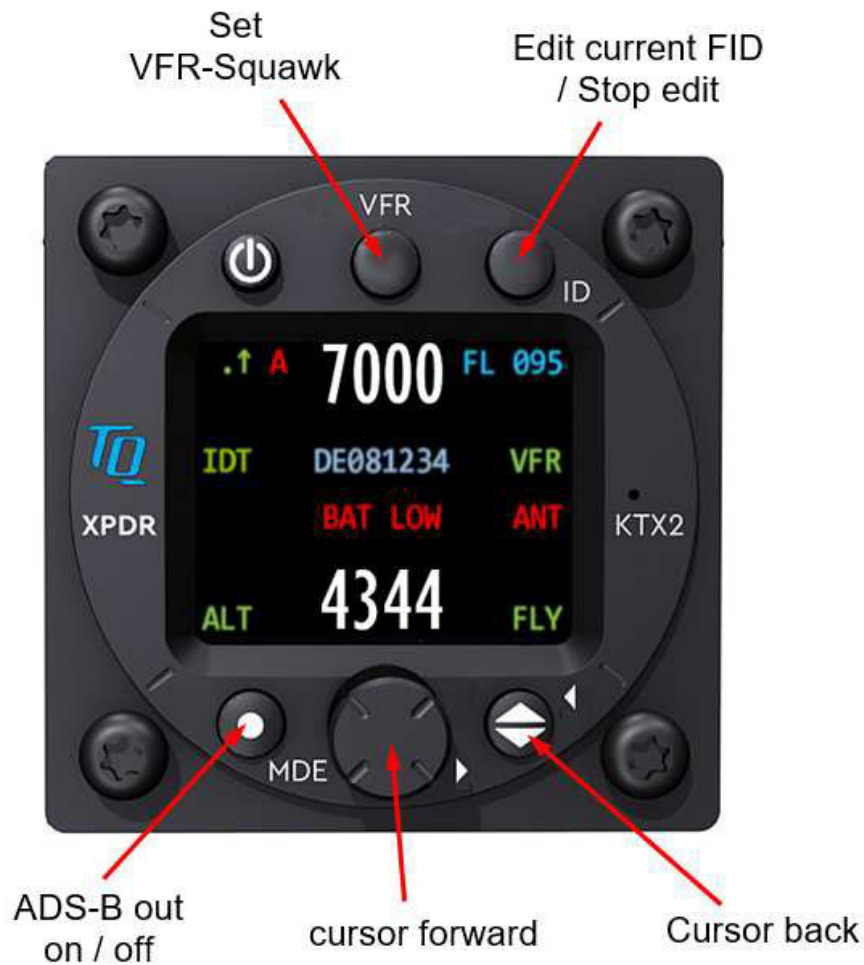 Set
VFR-Squawk
Edit current FID
/ Stop edit
VFR
ID
.↑ A 7000 FL 095
TQ
IDT DE081234 VFR
XPDR
BAT LOW ANT
KTX2
ALT 4344 FLY
MDE
ADS-B out
on / off
cursor forward
Cursor back